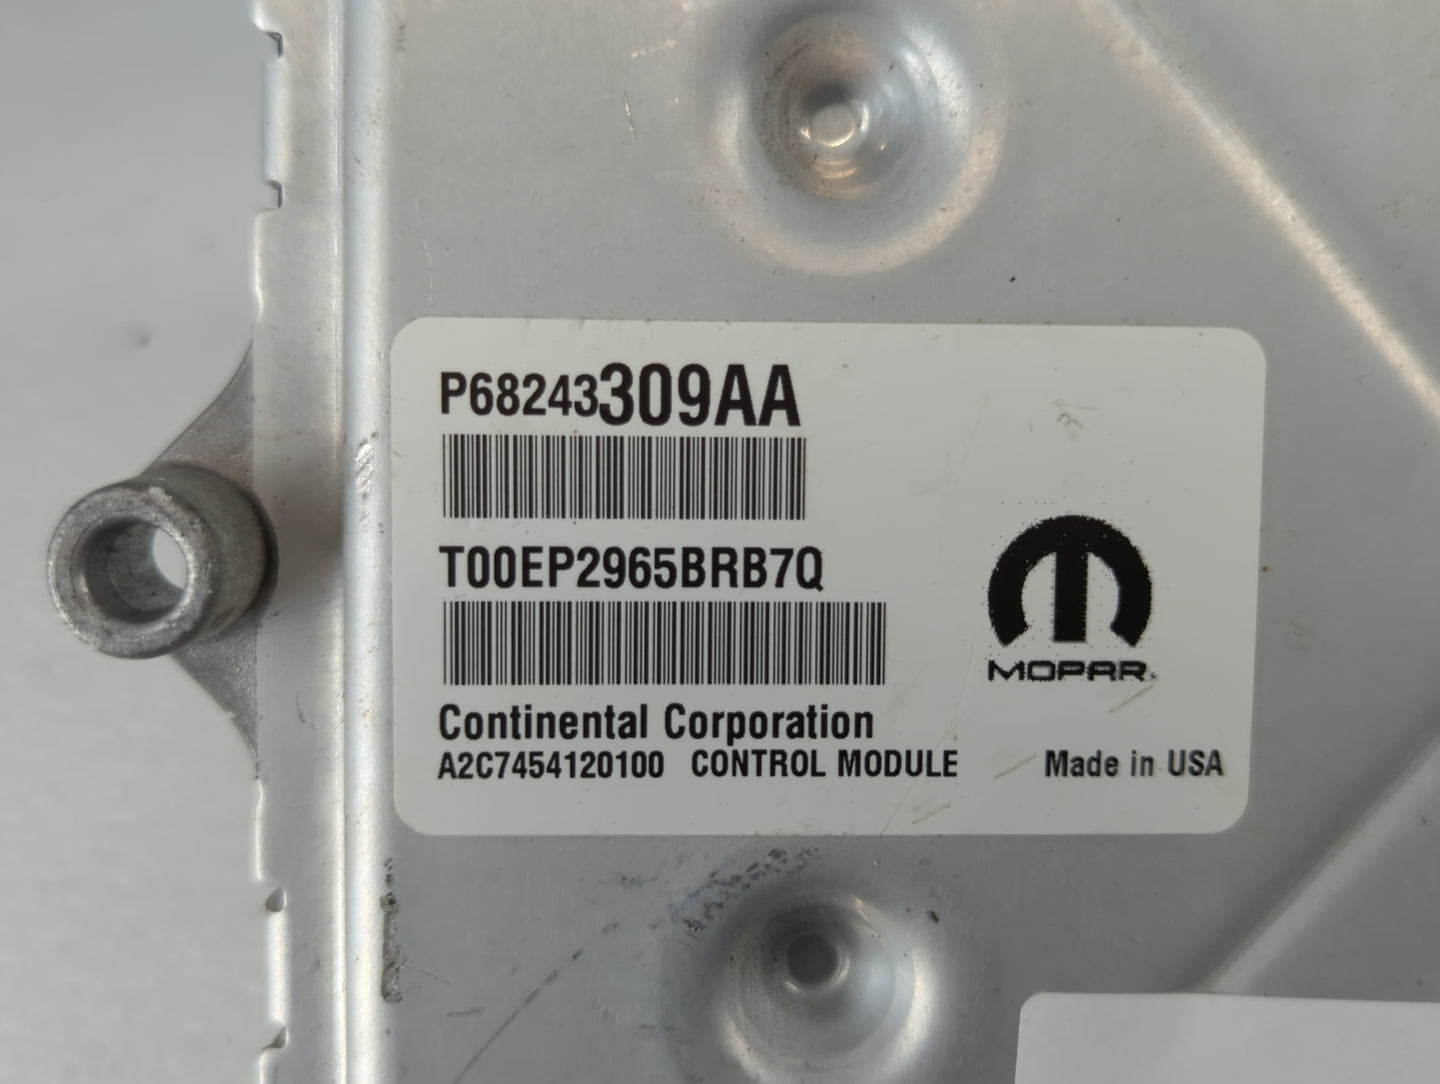 P68243309AA
T00EP2965BRB7Q
MOPAR
Continental Corporation
A2C7454120100 CONTROL MODULE Made in USA